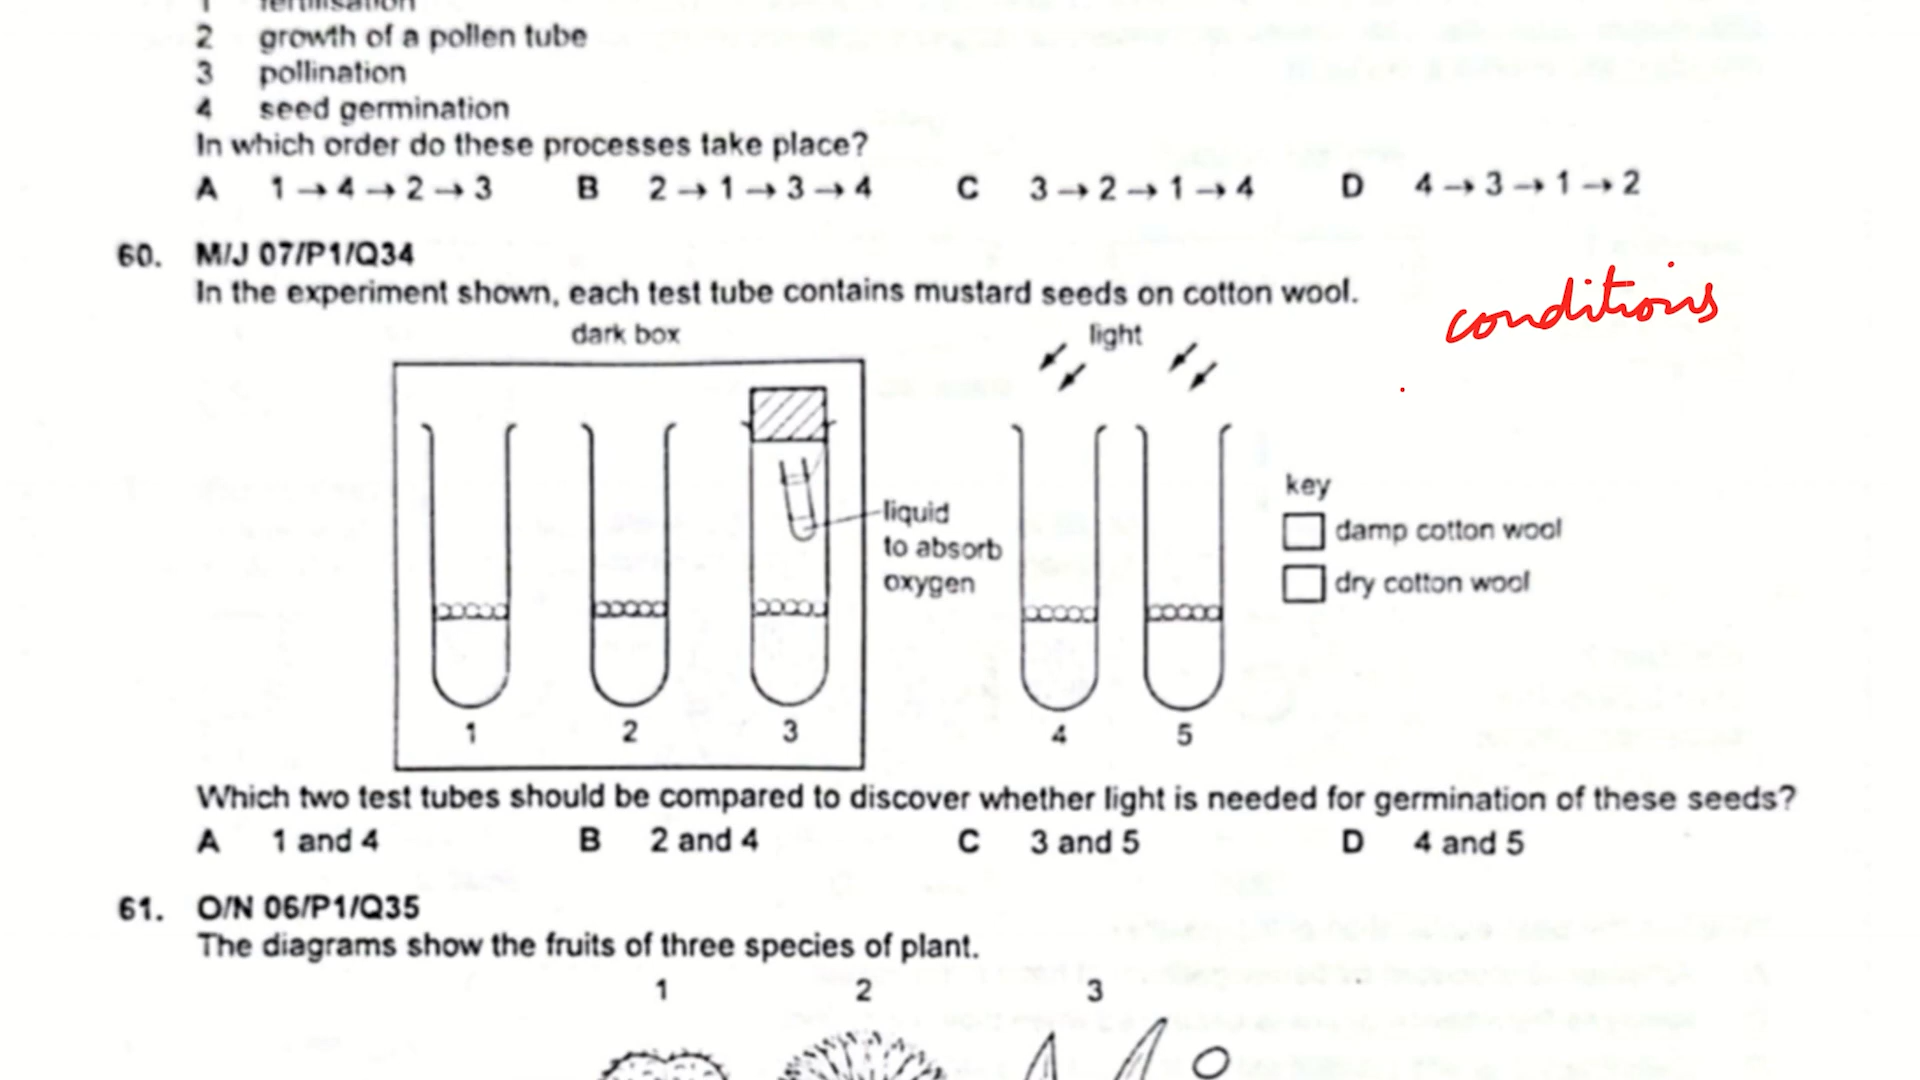 1 fertilisation
2 growth of a pollen tube
3 pollination
4 seed germination
In which order do these processes take place?
A 1 → 4 → 2 → 3 B 2 → 1 → 3 → 4 C 3 → 2 → 1 → 4 D 4 → 3 → 1 → 2
60. M/J 07/P1/Q34
In the experiment shown, each test tube contains mustard seeds on cotton wool.
conditions
dark box light
liquid
to absorb
oxygen
key
damp cotton wool
dry cotton wool
1 2 3 4 5
Which two test tubes should be compared to discover whether light is needed for germination of these seeds?
A 1 and 4 B 2 and 4 C 3 and 5 D 4 and 5
61. O/N 06/P1/Q35
The diagrams show the fruits of three species of plant.
1 2 3